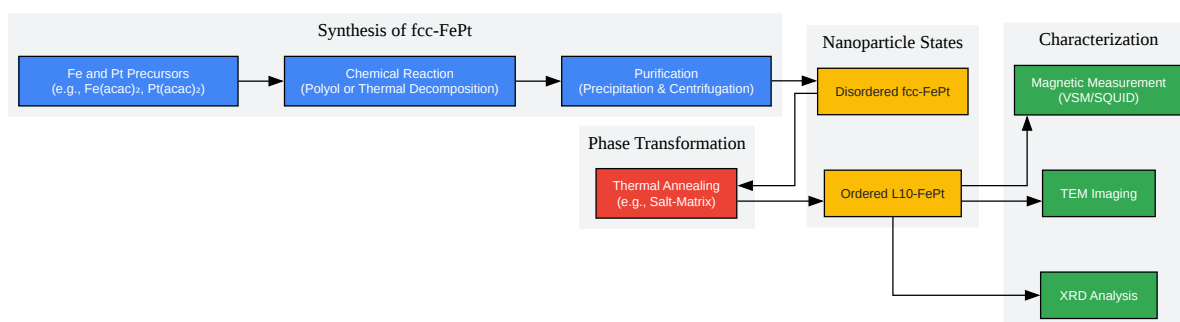 Synthesis of fcc-FePt
Fe and Pt Precursors
(e.g., Fe(acac)₂, Pt(acac)₂)
Chemical Reaction
(Polyol or Thermal Decomposition)
Purification
(Precipitation & Centrifugation)
Nanoparticle States
Disordered fcc-FePt
Ordered L10-FePt
Phase Transformation
Thermal Annealing
(e.g., Salt-Matrix)
Characterization
Magnetic Measurement
(VSM/SQUID)
TEM Imaging
XRD Analysis